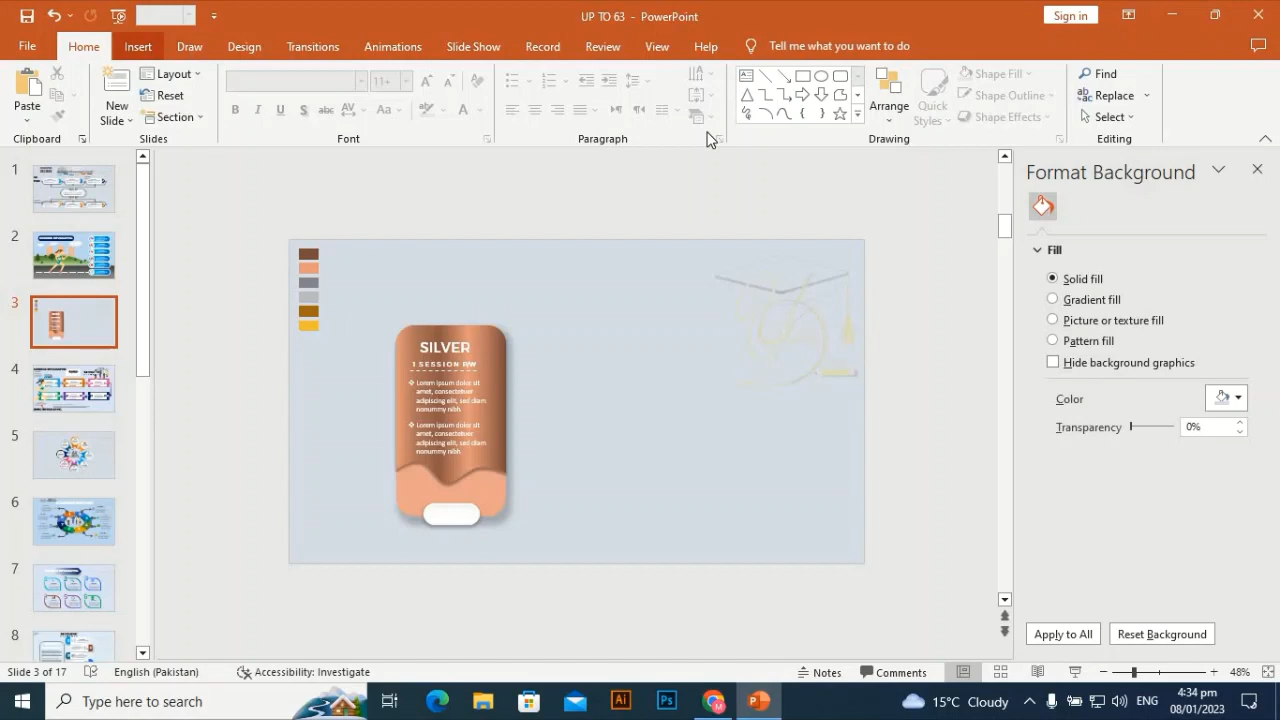 UP TO 63 - PowerPoint
Sign in
File
Home
Insert
Draw
Design
Transitions
Animations
Slide Show
Record
Review
View
Help
Tell me what you want to do
Paste
Clipboard
New
Slide
Layout
Reset
Section
Slides
11+
B
I
U
S
abc
AV
Aa
A
Font
Paragraph
Arrange
Quick
Styles
Shape Fill
Shape Outline
Shape Effects
Drawing
Find
Replace
Select
Editing
1
2
3
4
5
6
7
8
SILVER
1 SESSION P/W
Lorem ipsum dolor sit
amet, consectetuer
adipiscing elit, sed diam
nonummy nibh.
Lorem ipsum dolor sit
amet, consectetuer
adipiscing elit, sed diam
nonummy nibh.
Format Background
Fill
Solid fill
Gradient fill
Picture or texture fill
Pattern fill
Hide background graphics
Color
Transparency
0%
Apply to All
Reset Background
Slide 3 of 17
English (Pakistan)
Accessibility: Investigate
Notes
Comments
48%
Type here to search
Ai
Ps
15°C Cloudy
ENG
4:34 pm
08/01/2023